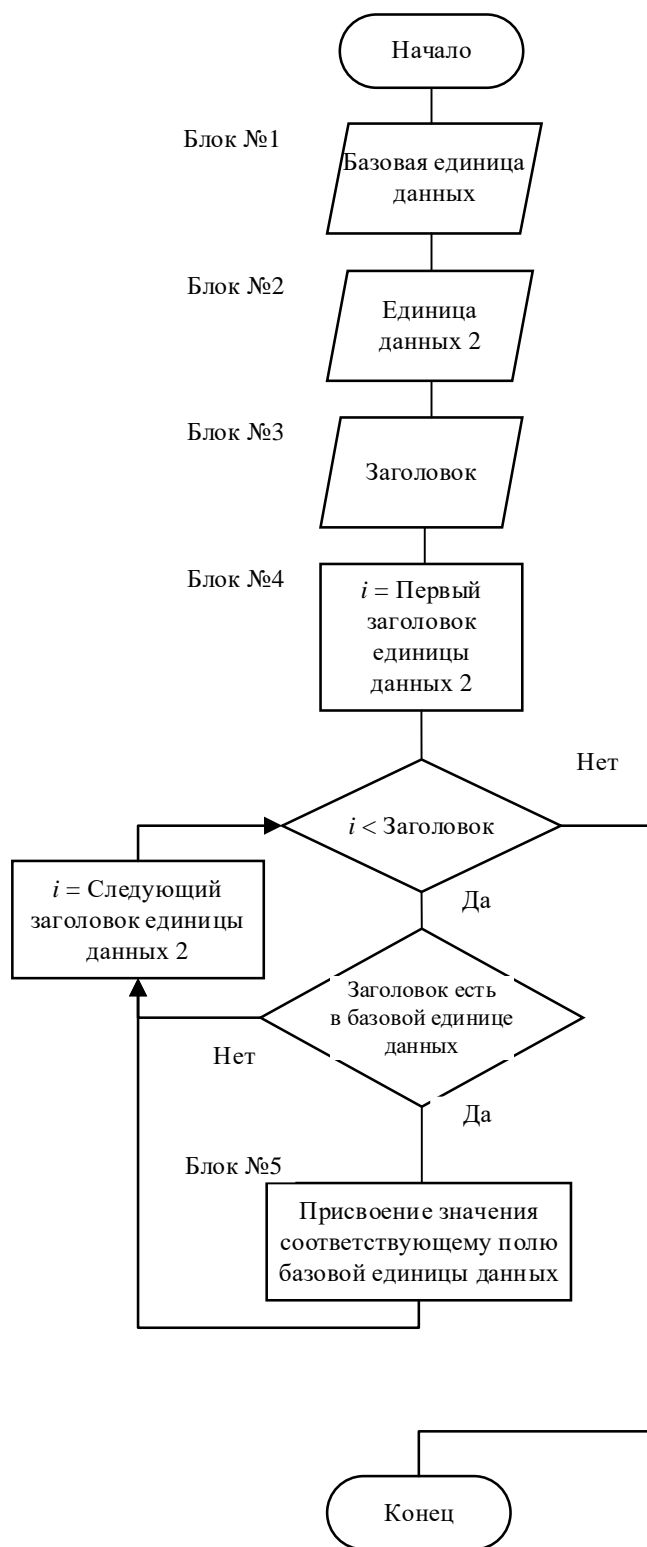 Начало
Блок №1
Базовая единица
данных
Блок №2
Единица
данных 2
Блок №3
Заголовок
Блок №4
i = Первый
заголовок
единицы
данных 2
Нет
i < Заголовок
Да
i = Следующий
заголовок единицы
данных 2
Заголовок есть
в базовой единице
данных
Нет
Да
Блок №5
Присвоение значения
соответствующему полю
базовой единицы данных
Конец